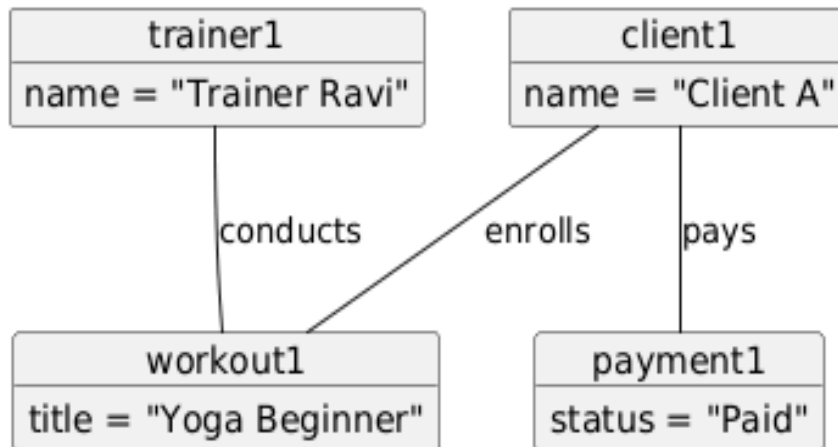 trainer1
name = "Trainer Ravi"
client1
name = "Client A"
conducts
enrolls
pays
workout1
title = "Yoga Beginner"
payment1
status = "Paid"